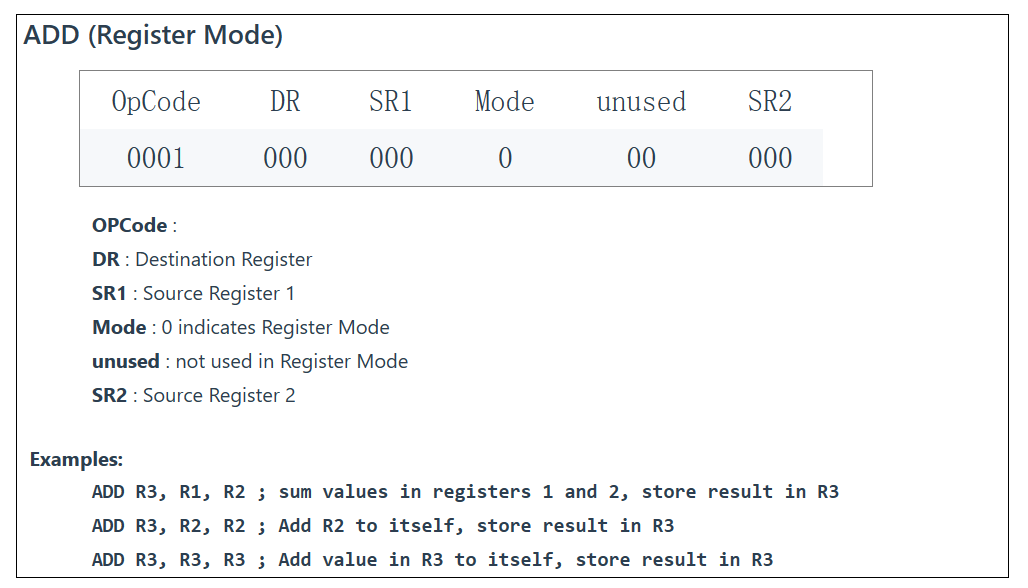 ADD (Register Mode)
OpCode DR SR1 Mode unused SR2
0001 000 000 0 00 000
OPCode :
DR : Destination Register
SR1 : Source Register 1
Mode : 0 indicates Register Mode
unused : not used in Register Mode
SR2 : Source Register 2
Examples:
ADD R3, R1, R2 ; sum values in registers 1 and 2, store result in R3
ADD R3, R2, R2 ; Add R2 to itself, store result in R3
ADD R3, R3, R3 ; Add value in R3 to itself, store result in R3